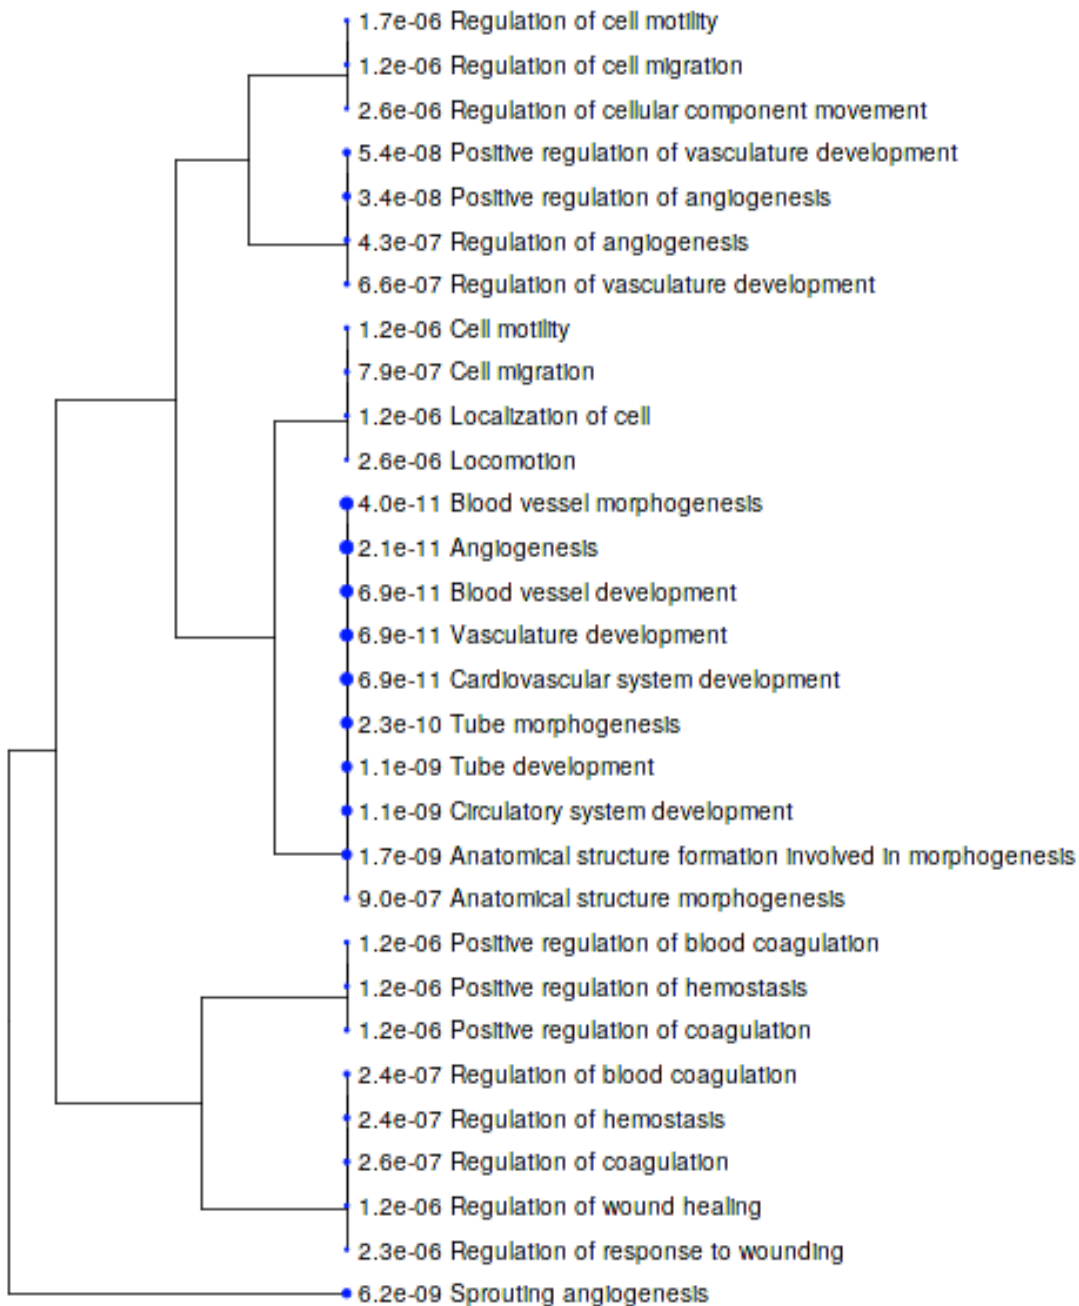 1.7e-06 Regulation of cell motility
1.2e-06 Regulation of cell migration
2.6e-06 Regulation of cellular component movement
5.4e-08 Positive regulation of vasculature development
3.4e-08 Positive regulation of angiogenesis
4.3e-07 Regulation of angiogenesis
6.6e-07 Regulation of vasculature development
1.2e-06 Cell motility
7.9e-07 Cell migration
1.2e-06 Localization of cell
2.6e-06 Locomotion
4.0e-11 Blood vessel morphogenesis
2.1e-11 Angiogenesis
6.9e-11 Blood vessel development
6.9e-11 Vasculature development
6.9e-11 Cardiovascular system development
2.3e-10 Tube morphogenesis
1.1e-09 Tube development
1.1e-09 Circulatory system development
1.7e-09 Anatomical structure formation involved in morphogenesis
9.0e-07 Anatomical structure morphogenesis
1.2e-06 Positive regulation of blood coagulation
1.2e-06 Positive regulation of hemostasis
1.2e-06 Positive regulation of coagulation
2.4e-07 Regulation of blood coagulation
2.4e-07 Regulation of hemostasis
2.6e-07 Regulation of coagulation
1.2e-06 Regulation of wound healing
2.3e-06 Regulation of response to wounding
6.2e-09 Sprouting angiogenesis